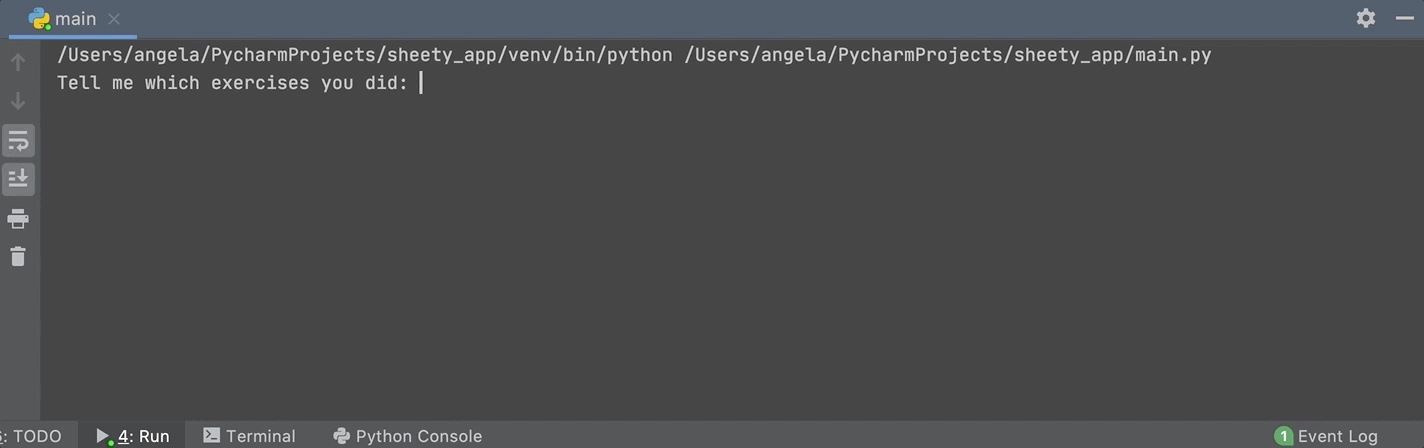 main
/Users/angela/PycharmProjects/sheety_app/venv/bin/python /Users/angela/PycharmProjects/sheety_app/main.py
Tell me which exercises you did:
: TODO
4: Run
Terminal
Python Console
1 Event Log